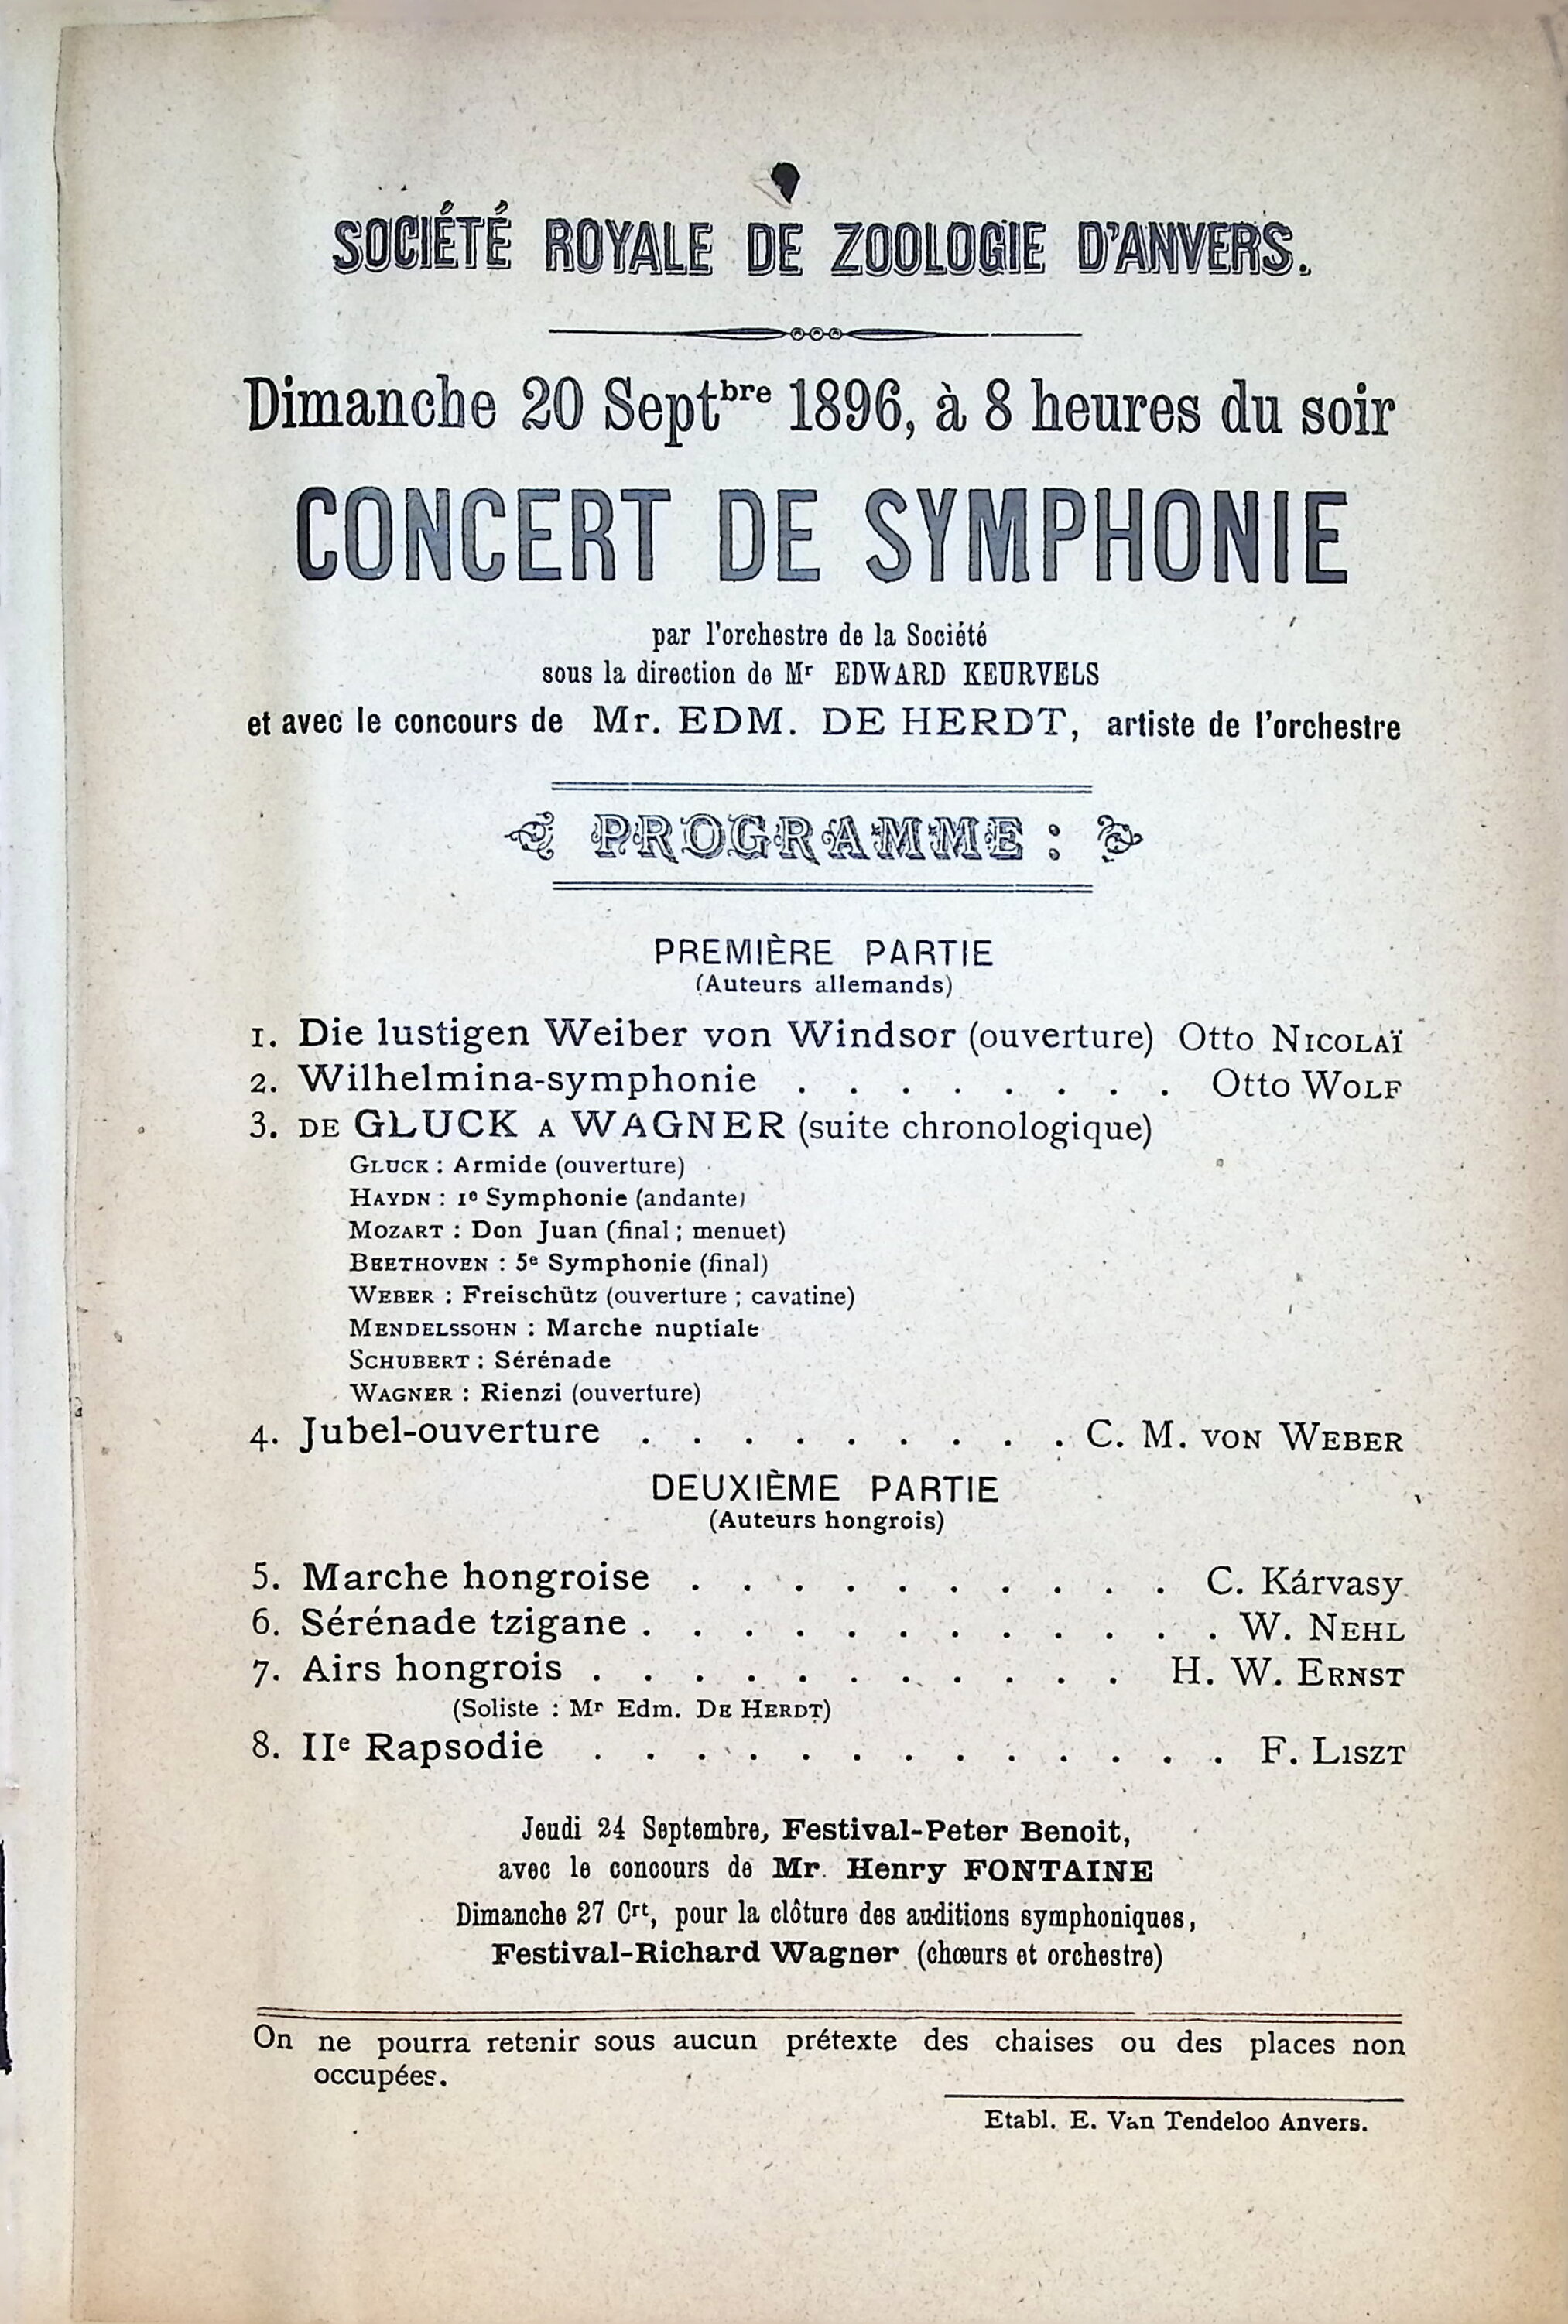 SOCIÉTÉ ROYALE DE ZOOLOGIE D'ANVERS.
Dimanche 20 Septbre 1896, à 8 heures du soir
CONCERT DE SYMPHONIE
par l'orchestre de la Société
sous la direction de Mr EDWARD KEURVELS
et avec le concours de Mr. EDM. DE HERDT, artiste de l'orchestre
PROGRAMME :
PREMIÈRE PARTIE
(Auteurs allemands)
1. Die lustigen Weiber von Windsor (ouverture) Otto NICOLAÏ
2. Wilhelmina-symphonie . . . . . . . . Otto WOLF
3. DE GLUCK A WAGNER (suite chronologique)
GLUCK : Armide (ouverture)
HAYDN : 1e Symphonie (andante)
MOZART : Don Juan (final ; menuet)
BEETHOVEN : 5e Symphonie (final)
WEBER : Freischütz (ouverture ; cavatine)
MENDELSSOHN : Marche nuptiale
SCHUBERT : Sérénade
WAGNER : Rienzi (ouverture)
4. Jubel-ouverture . . . . . . . . . C. M. VON WEBER
DEUXIÈME PARTIE
(Auteurs hongrois)
5. Marche hongroise . . . . . . . . . . C. Kárvasy
6. Sérénade tzigane . . . . . . . . . . . . W. NEHL
7. Airs hongrois . . . . . . . . . . . H. W. ERNST
(Soliste : Mr Edm. DE HERDT)
8. IIe Rapsodie . . . . . . . . . . . . . F. LISZT
Jeudi 24 Septembre, Festival-Peter Benoit,
avec le concours de Mr. Henry FONTAINE
Dimanche 27 Crt, pour la clôture des auditions symphoniques,
Festival-Richard Wagner (chœurs et orchestre)
On ne pourra retenir sous aucun prétexte des chaises ou des places non
occupées.
Etabl. E. Van Tendeloo Anvers.